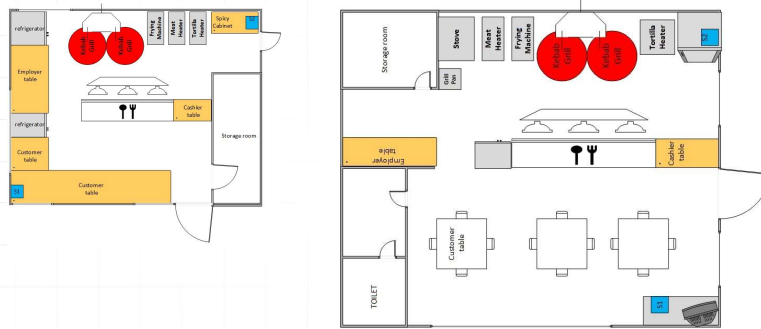 refrigerator
Kebab
Grill
Kebab
Grill
Frying
Machine
Meat
Heater
Tortilla
Heater
Spicy
Cabinet
S2
Employer
table
refrigerator
Customer
table
S1
Customer
table
Cashier
table
Storage room
Storage room
Stove
Meat
Heater
Frying
Machine
Kebab
Grill
Kebab
Grill
Tortilla
Heater
S2
Grill
Pan
Employer
table
Cashier
table
Customer
table
TOILET
S1